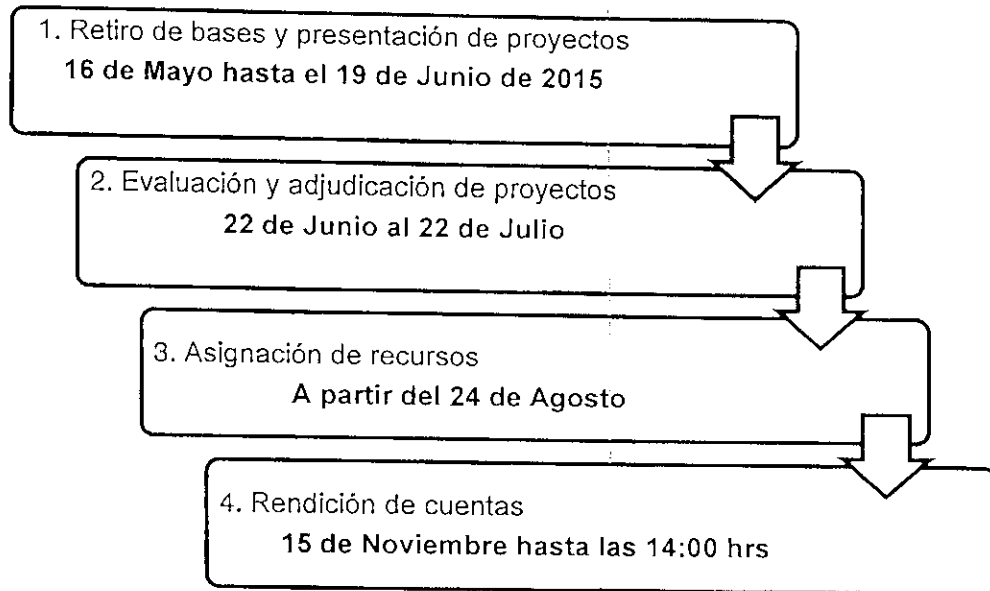 1. Retiro de bases y presentación de proyectos
16 de Mayo hasta el 19 de Junio de 2015
2. Evaluación y adjudicación de proyectos
22 de Junio al 22 de Julio
3. Asignación de recursos
A partir del 24 de Agosto
4. Rendición de cuentas
15 de Noviembre hasta las 14:00 hrs